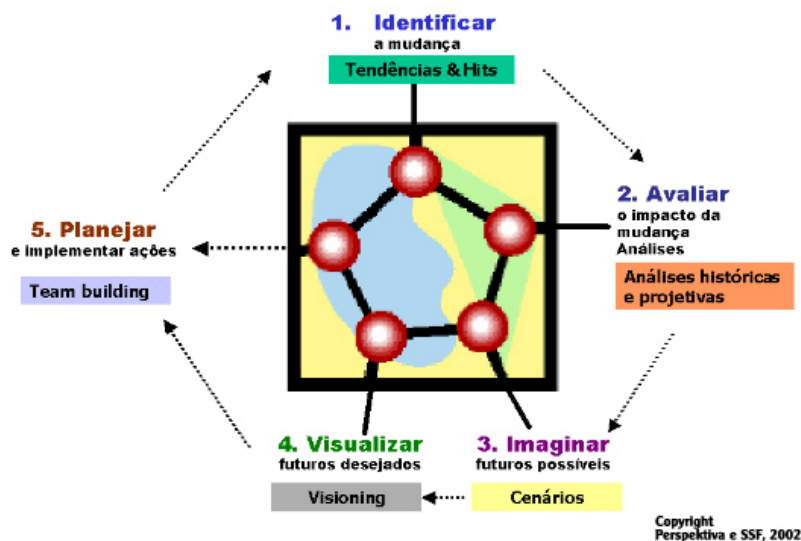 1. Identificar
a mudança
Tendências & Hits
2. Avaliar
o impacto da
mudança
Análises
Análises históricas
e projetivas
3. Imaginar
futuros possíveis
Cenários
4. Visualizar
futuros desejados
Visioning
5. Planejar
e implementar ações
Team building
Copyright
Perspektiva e SSF, 2002